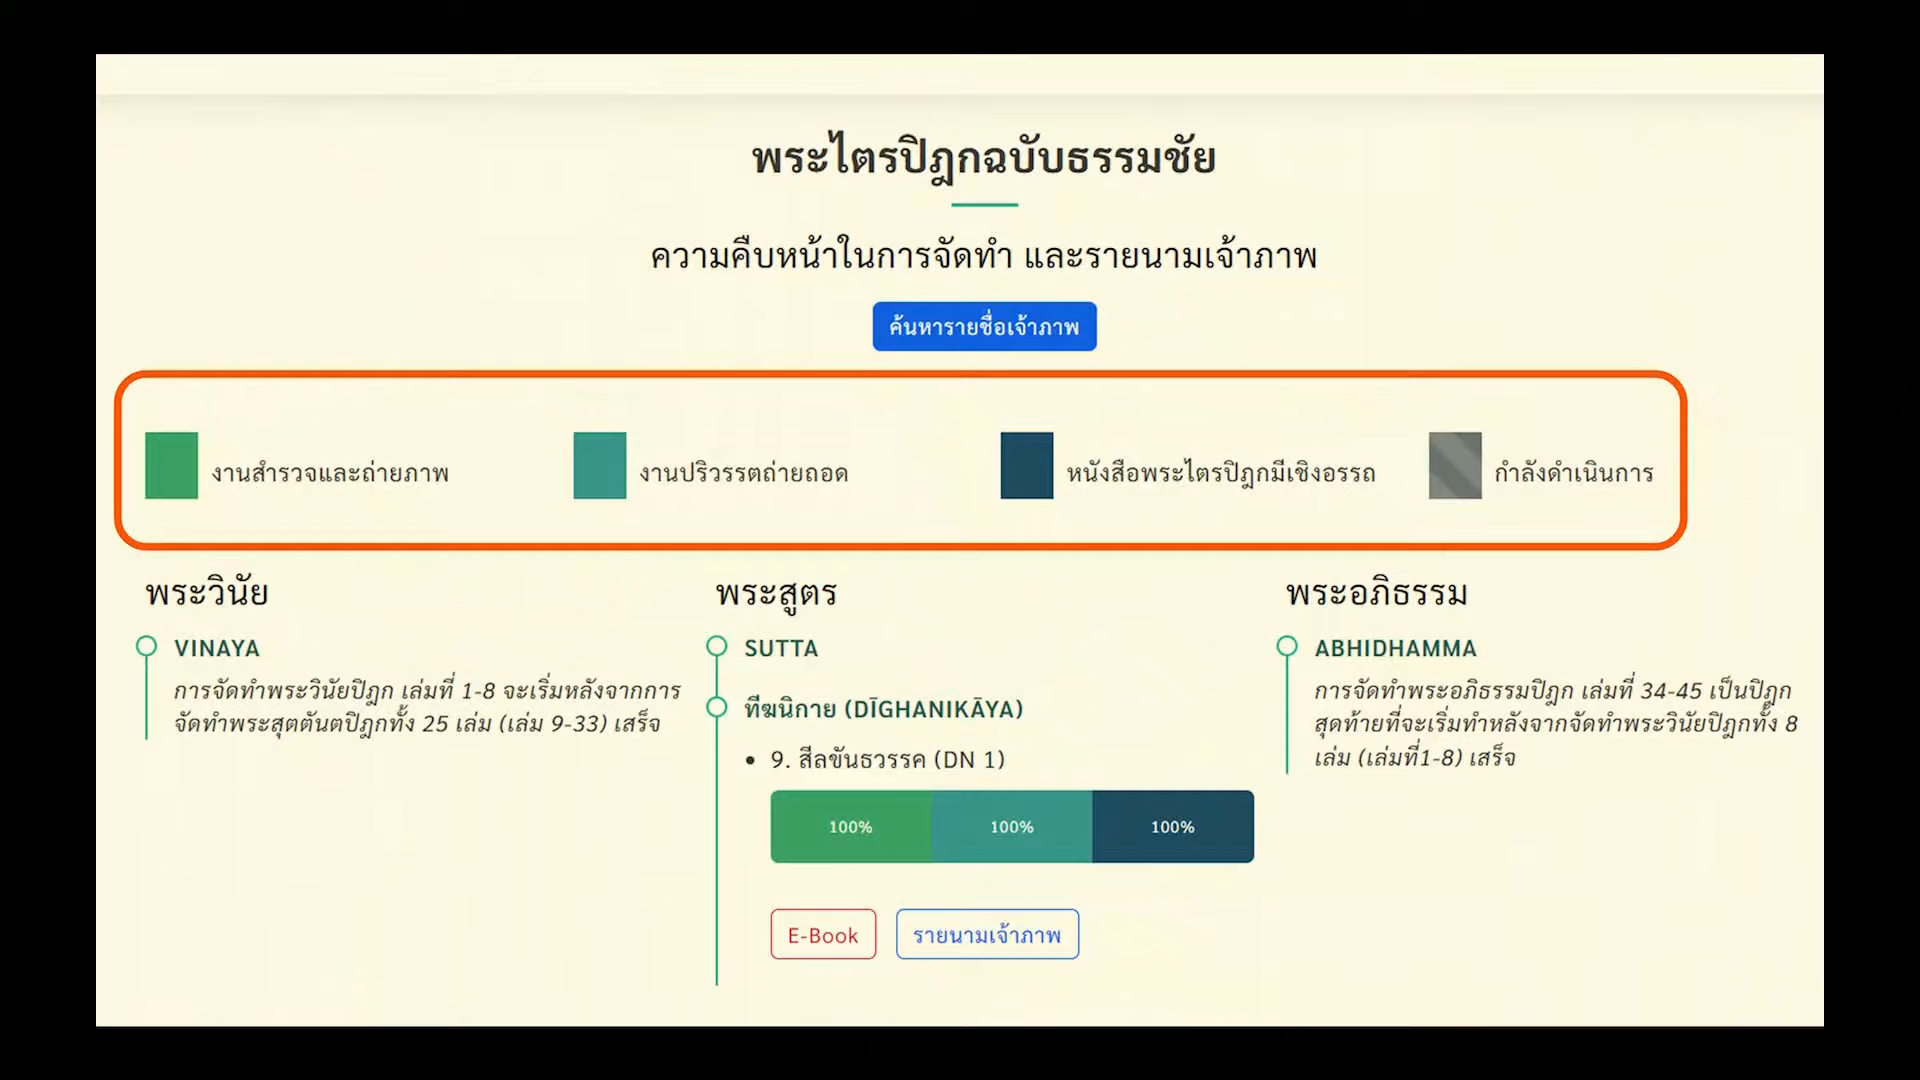 พระไตรปิฎกฉบับธรรมชัย
ความคืบหน้าในการจัดทำ และรายนามเจ้าภาพ
ค้นหารายชื่อเจ้าภาพ
งานสำรวจและถ่ายภาพ
งานปริวรรตถ่ายถอด
หนังสือพระไตรปิฎกมีเชิงอรรถ
กำลังดำเนินการ
พระวินัย
VINAYA
การจัดทำพระวินัยปิฎก เล่มที่ 1-8 จะเริ่มหลังจากการ
จัดทำพระสุตตันตปิฎกทั้ง 25 เล่ม (เล่ม 9-33) เสร็จ
พระสูตร
SUTTA
ทีฆนิกาย (DĪGHANIKĀYA)
• 9. สีลขันธวรรค (DN 1)
100% 100% 100%
E-Book รายนามเจ้าภาพ
พระอภิธรรม
ABHIDHAMMA
การจัดทำพระอภิธรรมปิฎก เล่มที่ 34-45 เป็นปิฎก
สุดท้ายที่จะเริ่มทำหลังจากจัดทำพระวินัยปิฎกทั้ง 8
เล่ม (เล่มที่1-8) เสร็จ